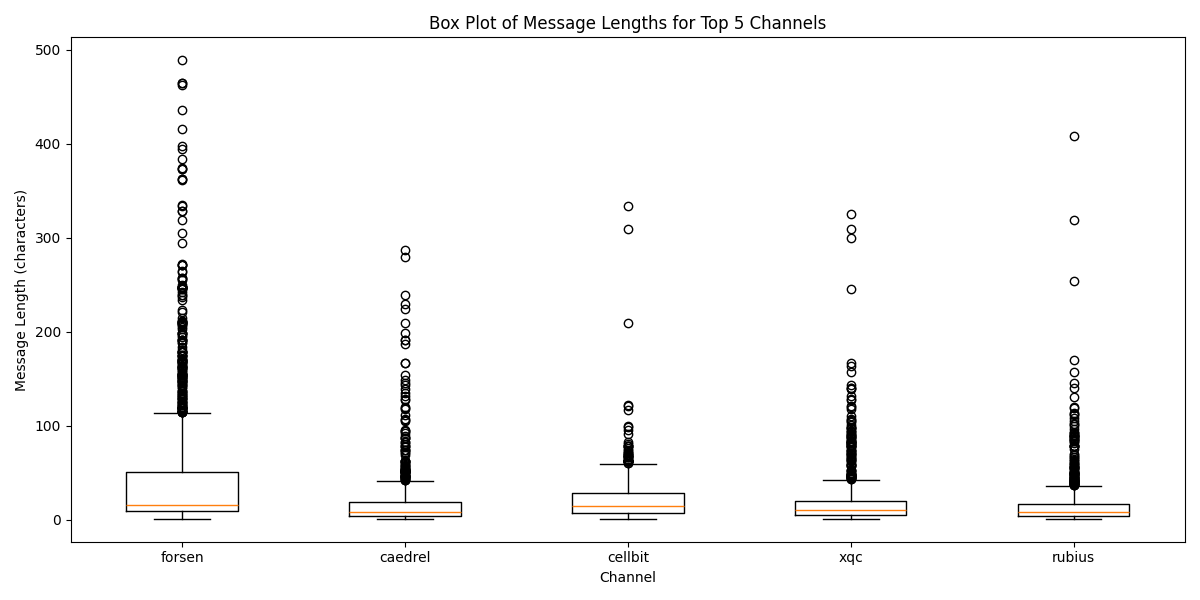 Box Plot of Message Lengths for Top 5 Channels
Message Length (characters)
500
400
300
200
100
0
forsen caedrel cellbit xqc rubius
Channel